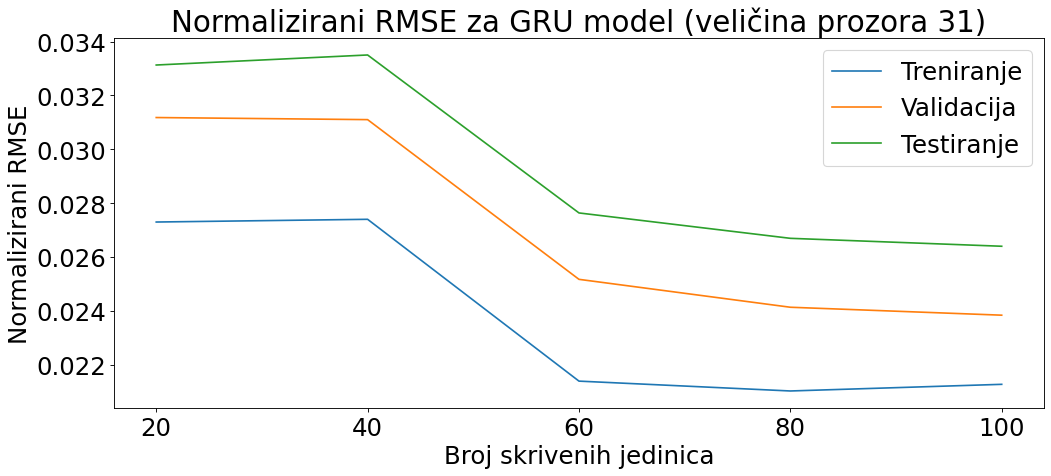 Normalizirani RMSE za GRU model (veličina prozora 31)
Normalizirani RMSE
0.034
0.032
0.030
0.028
0.026
0.024
0.022
Treniranje
Validacija
Testiranje
20 40 60 80 100
Broj skrivenih jedinica